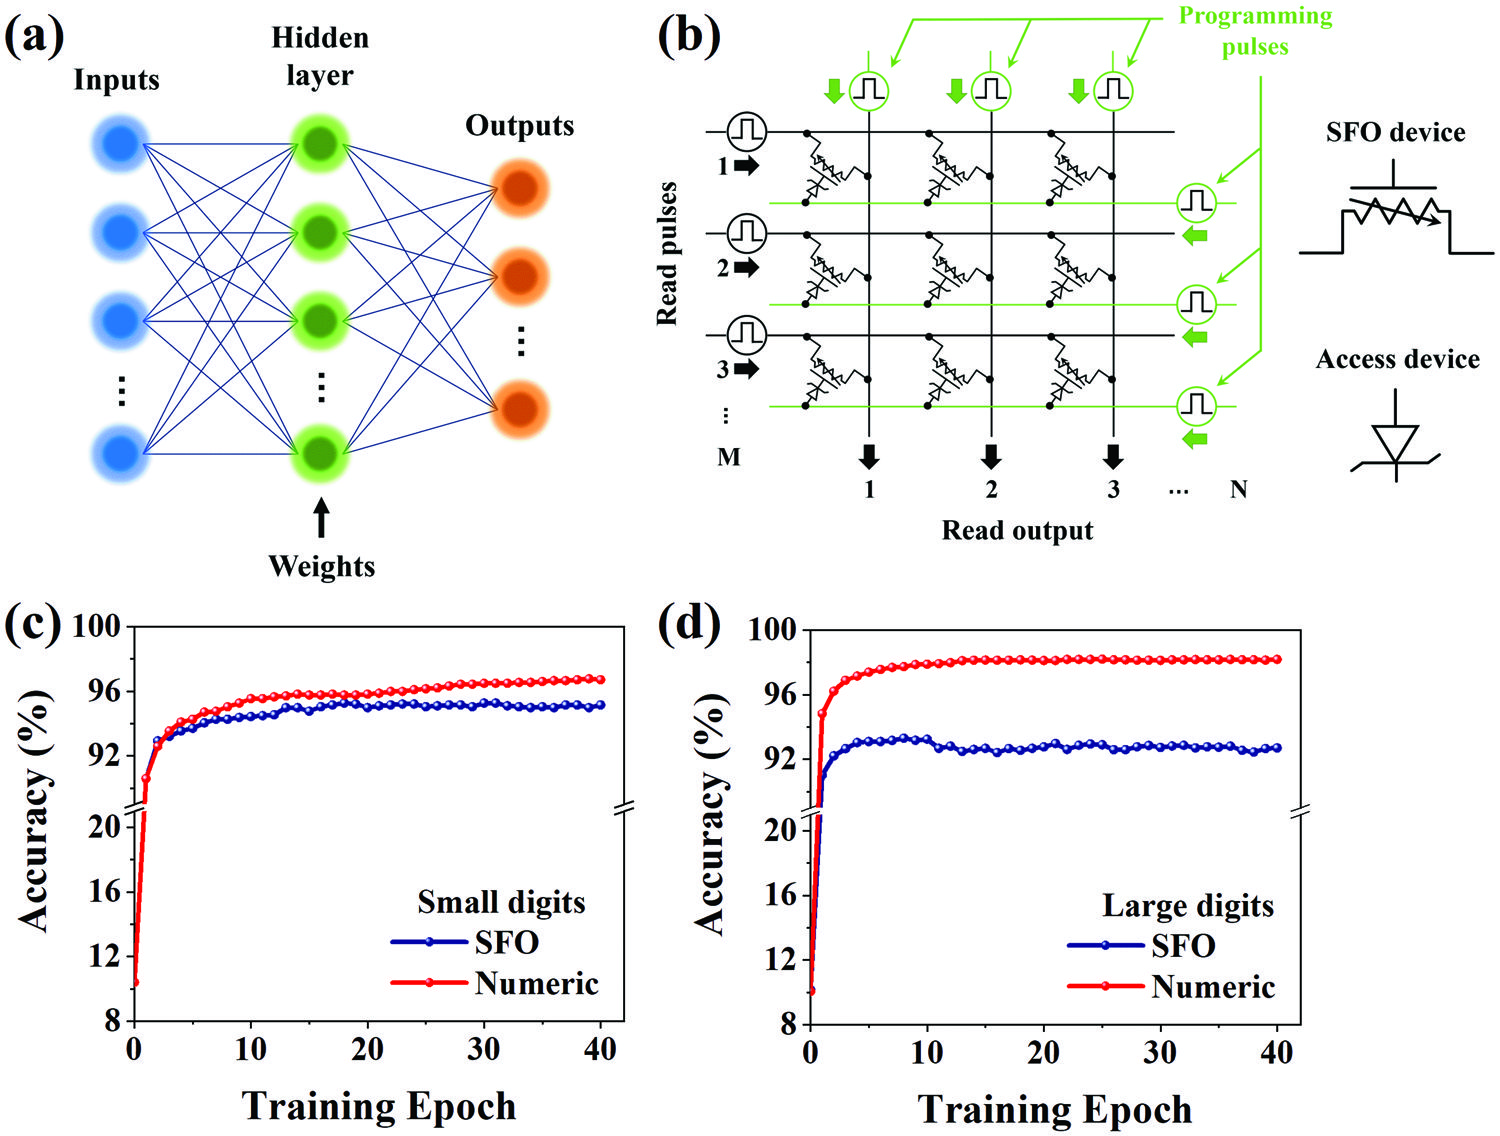 (a)
Inputs
Hidden
layer
Outputs
⋮
⋮
⋮
Weights
(b)
Programming
pulses
Read pulses
1
2
3
⋮
M
1 2 3 ... N
Read output
SFO device
Access device
(c)
Accuracy (%)
100
96
92
20
16
12
8
0 10 20 30 40
Training Epoch
Small digits
SFO
Numeric
(d)
Accuracy (%)
100
96
92
20
16
12
8
0 10 20 30 40
Training Epoch
Large digits
SFO
Numeric